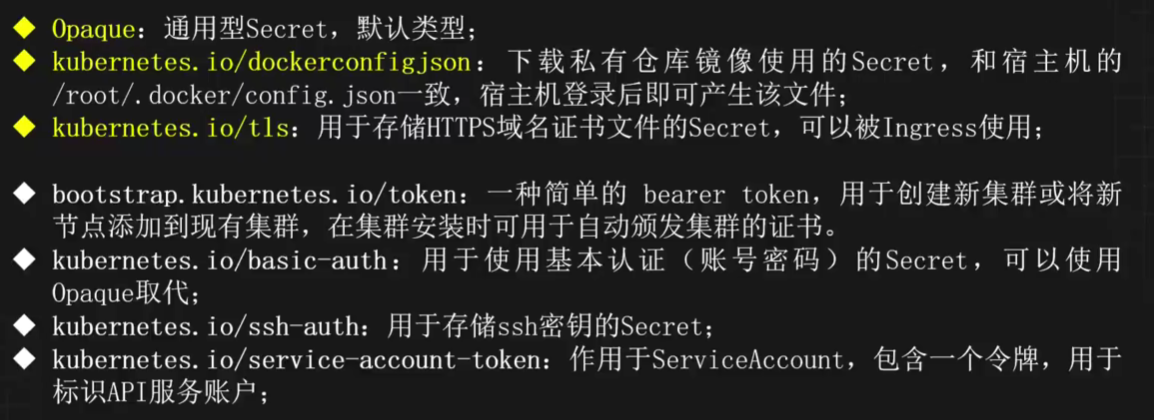 ◆ Opaque：通用型Secret，默认类型；
◆ kubernetes.io/dockerconfigjson：下载私有仓库镜像使用的Secret，和宿主机的
/root/.docker/config.json一致，宿主机登录后即可产生该文件；
◆ kubernetes.io/tls：用于存储HTTPS域名证书文件的Secret，可以被Ingress使用；
◆ bootstrap.kubernetes.io/token：一种简单的 bearer token，用于创建新集群或将新
节点添加到现有集群，在集群安装时可用于自动颁发集群的证书。
◆ kubernetes.io/basic-auth：用于使用基本认证（账号密码）的Secret，可以使用
Opaque取代；
◆ kubernetes.io/ssh-auth：用于存储ssh密钥的Secret；
◆ kubernetes.io/service-account-token：作用于ServiceAccount，包含一个令牌，用于
标识API服务账户；